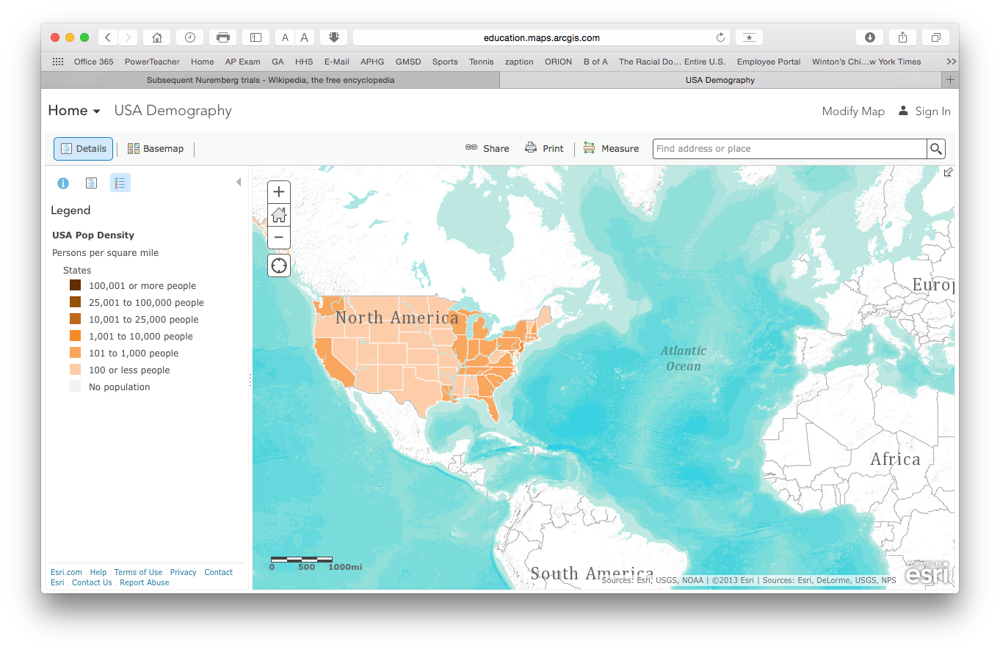 education.maps.arcgis.com
A A
Office 365 PowerTeacher Home AP Exam GA HHS E-Mail APHG GMSD Sports Tennis zaption ORION B of A The Racial Do... Entire U.S. Employee Portal Winton's Chi...w York Times >>
Subsequent Nuremberg trials - Wikipedia, the free encyclopedia USA Demography +
Home USA Demography Modify Map Sign In
Details Basemap Share Print Measure Find address or place
Legend
USA Pop Density
Persons per square mile
States
100,001 or more people
25,001 to 100,000 people
10,001 to 25,000 people
1,001 to 10,000 people
101 to 1,000 people
100 or less people
No population
Esri.com . Help . Terms of Use . Privacy . Contact
Esri . Contact Us . Report Abuse
+
−
North America
Europ
Atlantic
Ocean
Africa
South America
0 500 1000mi
Sources: Esri, USGS, NOAA | ©2013 Esri | Sources: Esri, DeLorme, USGS, NPS
POWERED BY
esri